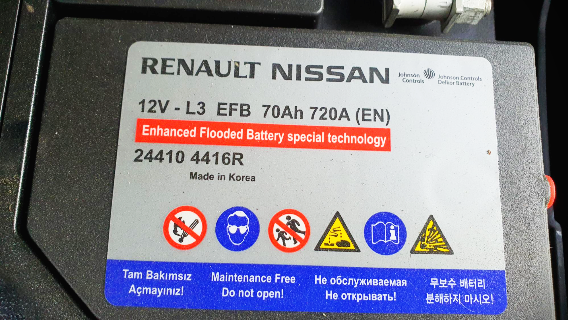 RENAULT NISSAN
Johnson Controls
Johnson Controls
Delkor Battery
12V - L3 EFB 70Ah 720A (EN)
Enhanced Flooded Battery special technology
24410 4416R
Made in Korea
Tam Bakımsız
Açmayınız!
Maintenance Free
Do not open!
Не обслуживаемая
Не открывать!
무보수 배터리
분해하지 마시오!